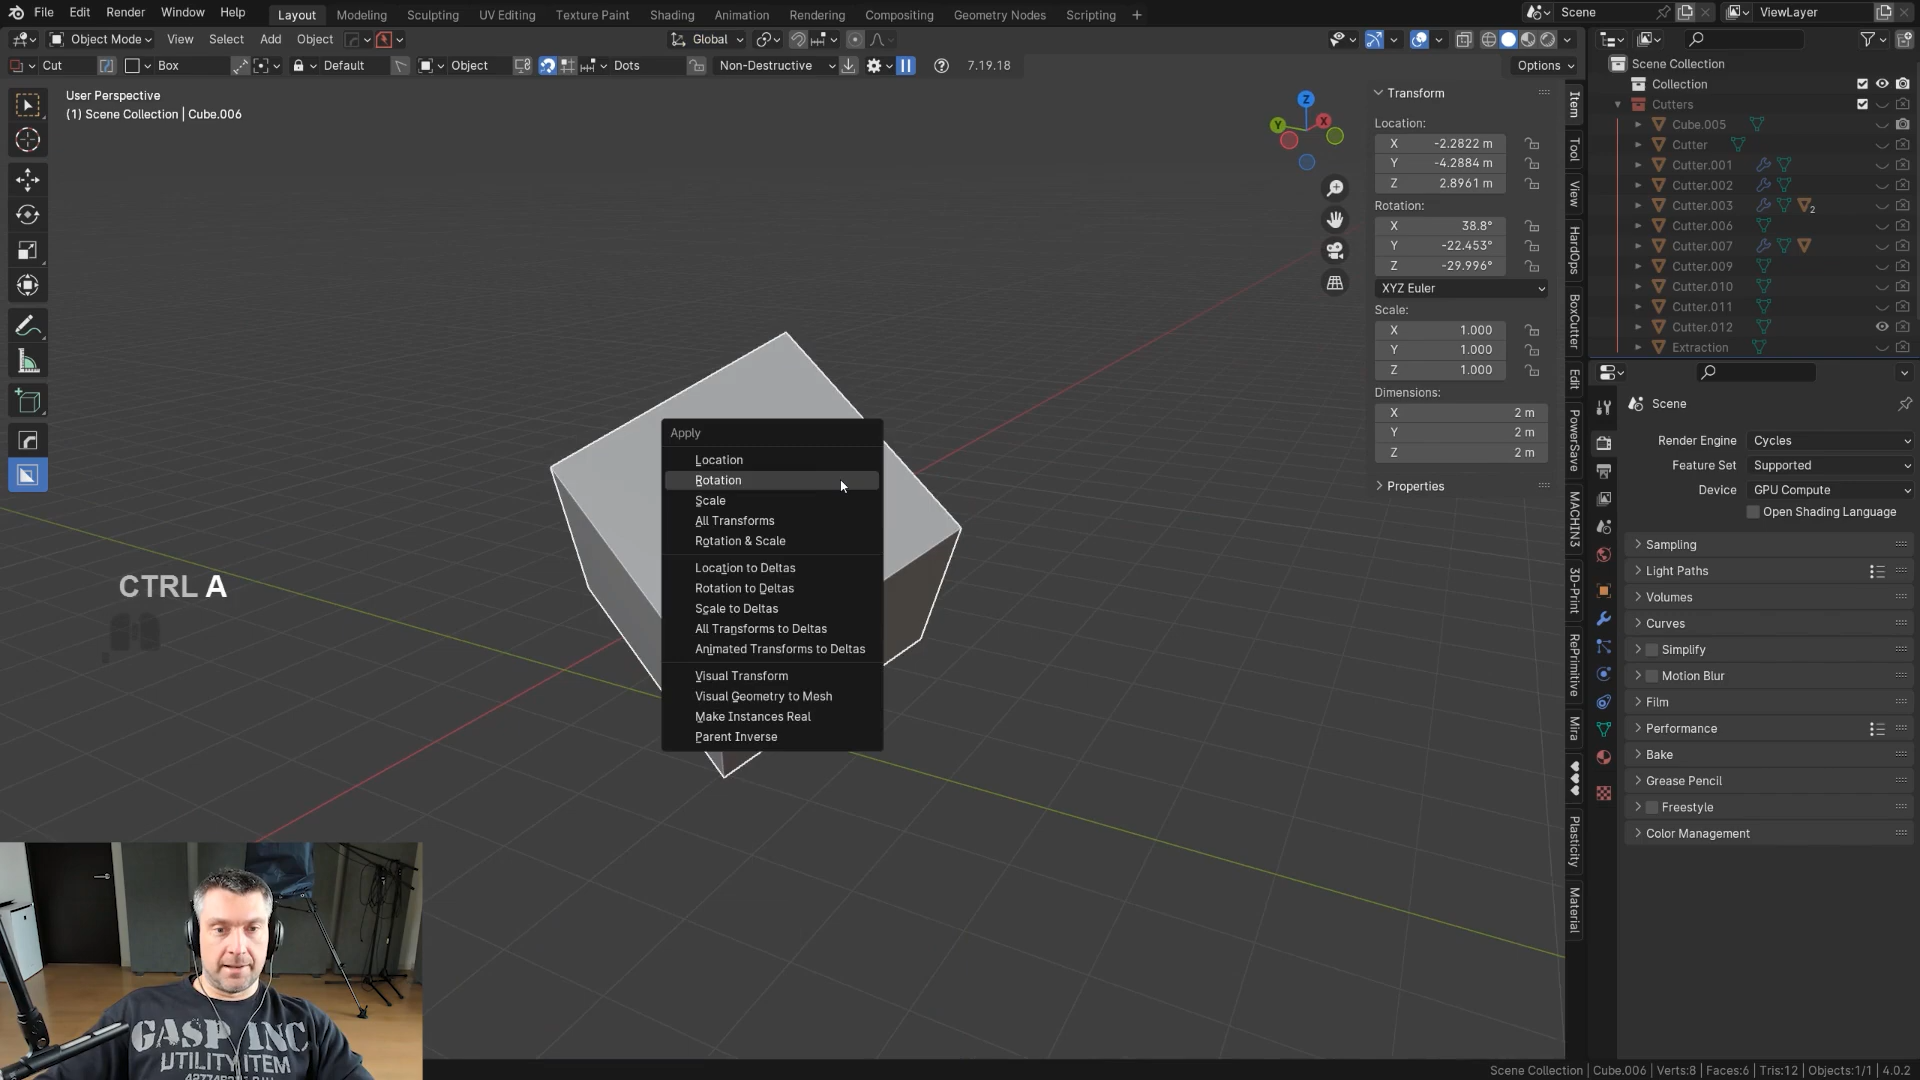 File Edit Render Window Help Layout Modeling Sculpting UV Editing Texture Paint Shading Animation Rendering Compositing Geometry Nodes Scripting + Scene ViewLayer
Object Mode View Select Add Object Global
Cut Box Default Object Dots Non-Destructive 7.19.18 Options
User Perspective
(1) Scene Collection | Cube.006
Z
Y
X
Transform
Location:
X -2.2822 m
Y -4.2884 m
Z 2.8961 m
Rotation:
X 38.8°
Y -22.453°
Z -29.996°
XYZ Euler
Scale:
X 1.000
Y 1.000
Z 1.000
Dimensions:
X 2 m
Y 2 m
Z 2 m
Properties
Item
Tool
View
HardOps
BoxCutter
Edit
PowerSave
MACHIN3
3D-Print
RePrimitive
Mira
Plasticity
Material
Scene Collection
Collection
Cutters
Cube.005
Cutter
Cutter.001
Cutter.002
Cutter.003 2
Cutter.006
Cutter.007
Cutter.009
Cutter.010
Cutter.011
Cutter.012
Extraction
Scene
Render Engine Cycles
Feature Set Supported
Device GPU Compute
Open Shading Language
Sampling
Light Paths
Volumes
Curves
Simplify
Motion Blur
Film
Performance
Bake
Grease Pencil
Freestyle
Color Management
Apply
Location
Rotation
Scale
All Transforms
Rotation & Scale
Location to Deltas
Rotation to Deltas
Scale to Deltas
All Transforms to Deltas
Animated Transforms to Deltas
Visual Transform
Visual Geometry to Mesh
Make Instances Real
Parent Inverse
CTRL A
GASP INC
UTILITY ITEM
Scene Collection | Cube.006 | Verts:8 | Faces:6 | Tris:12 | Objects:1/1 | 4.0.2